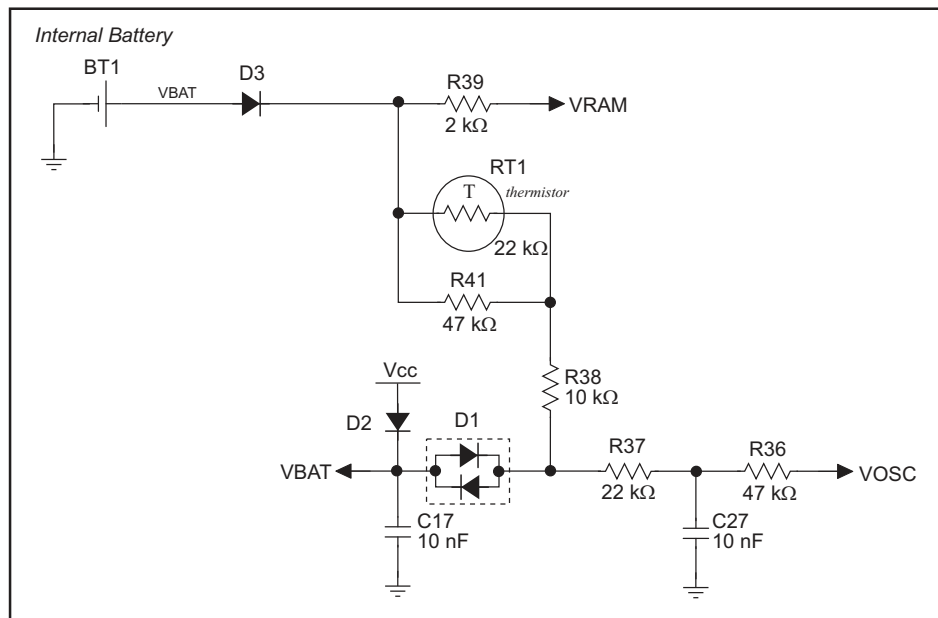 Internal Battery
BT1
VBAT
D3
R39
2 kΩ
VRAM
RT1
T
thermistor
22 kΩ
R41
47 kΩ
R38
10 kΩ
Vcc
D2
D1
VBAT
R37
22 kΩ
R36
47 kΩ
VOSC
C17
10 nF
C27
10 nF